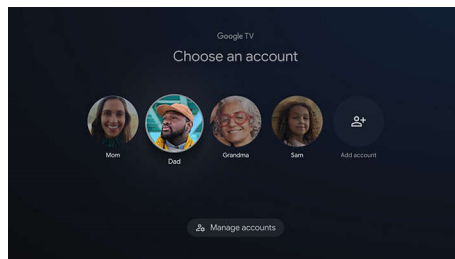 Google TV
Choose an account
Mom
Dad
Grandma
Sam
Add account
Manage accounts